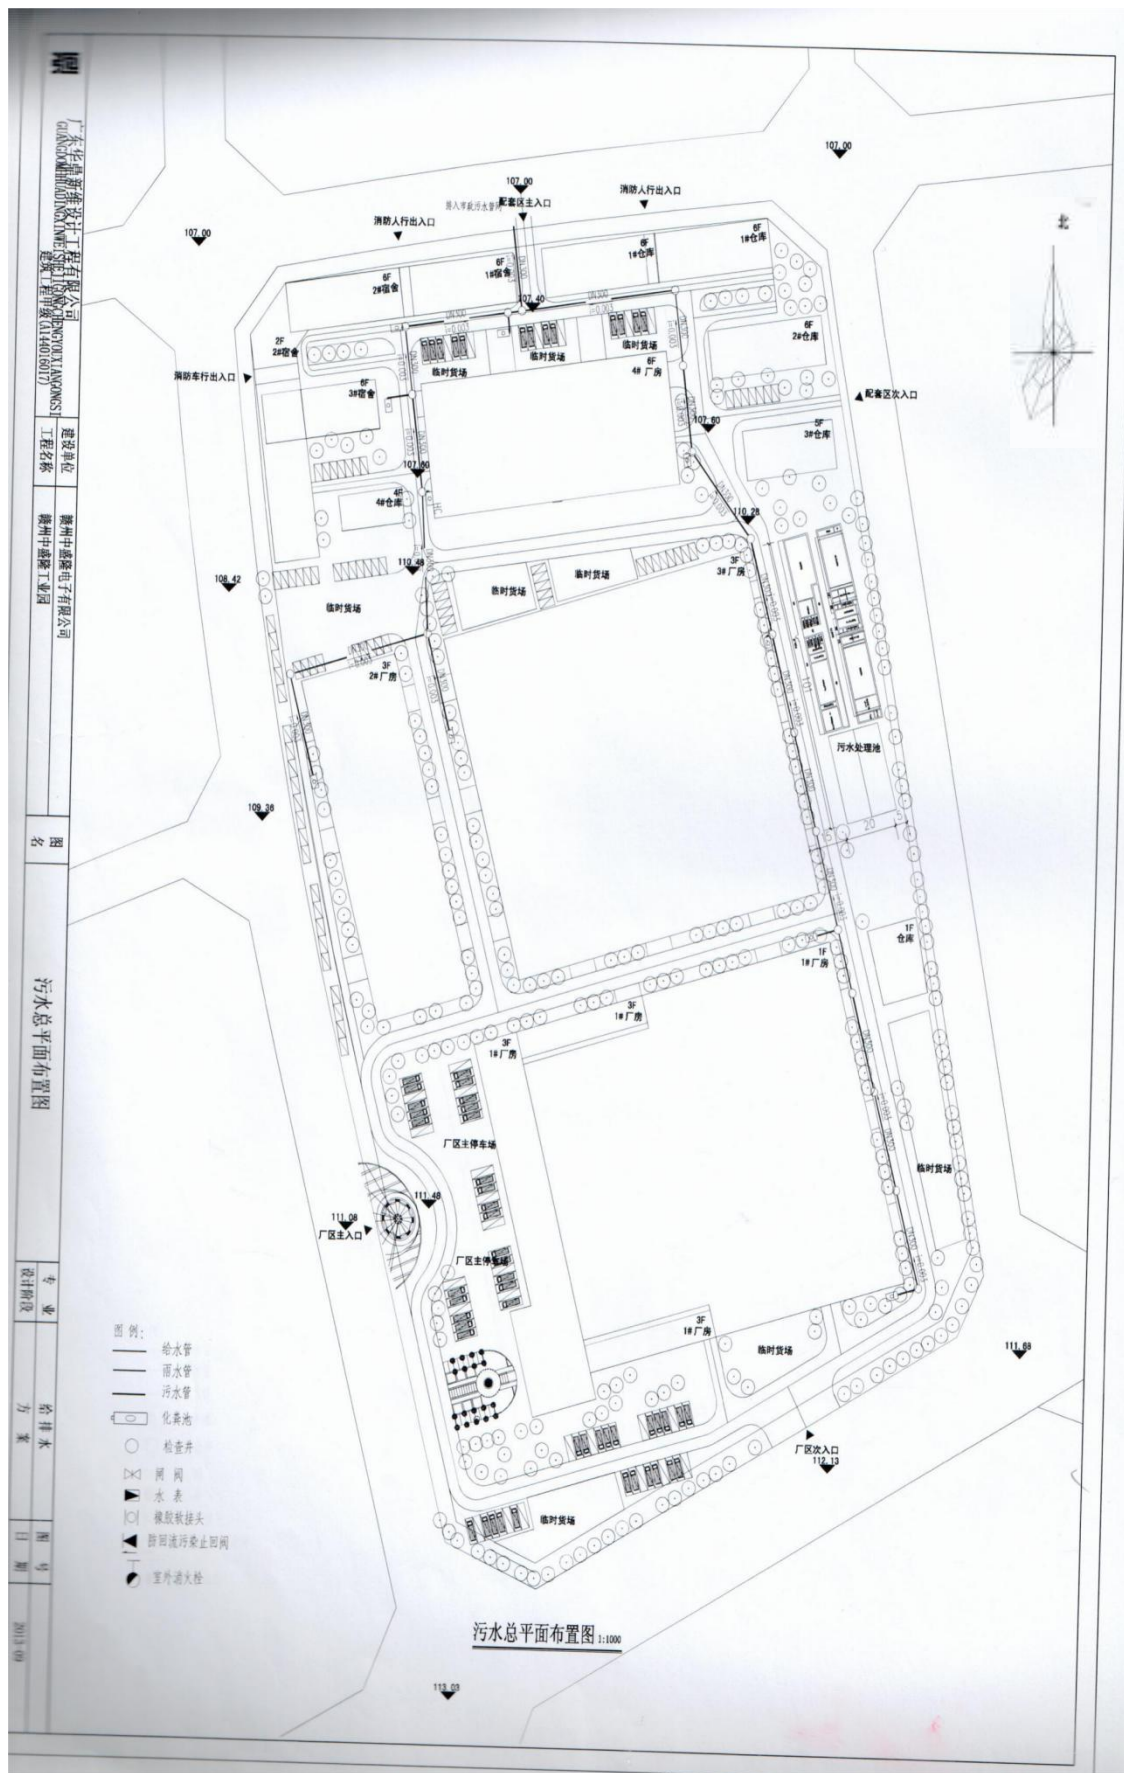 107.00
107.00
消防人行出入口
配套区主入口
消防人行出入口
107.00
北
6F
2#宿舍
6F
1#宿舍
6F
1#仓库
6F
1#仓库
107.40
DN300
DN300
i=0.003
i=0.003
2F
2#宿舍
消防车行出入口
6F
3#宿舍
临时货场
临时货场
临时货场
6F
4#厂房
6F
2#仓库
配套区次入口
107.60
5F
3#仓库
107.60
4F
4#仓库
110.28
108.42
110.48
临时货场
临时货场
临时货场
3F
3#厂房
3F
2#厂房
污水处理池
109.36
20
1F
仓库
1F
1#厂房
3F
1#厂房
3F
1#厂房
厂区主停车场
临时货场
111.08
厂区主入口
111.48
厂区主停车场
3F
1#厂房
临时货场
111.68
厂区次入口
112.13
临时货场
113.03
图例:
给水管
雨水管
污水管
化粪池
检查井
闸阀
水表
橡胶软接头
防回流污染止回阀
室外消火栓
污水总平面布置图 1:1000
广东华鼎新维设计工程有限公司
建筑工程甲级(A144016017)
建设单位
赣州中盛隆电子有限公司
工程名称
赣州中盛隆工业园
图名
污水总平面布置图
专业
给排水
设计阶段
方案
图号
日期
2013.09